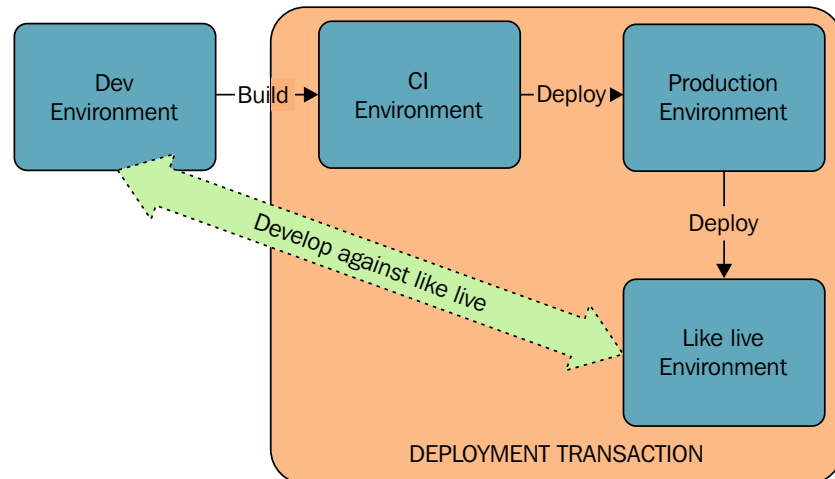 Dev
Environment
Build
CI
Environment
Deploy
Production
Environment
Deploy
Develop against like live
Like live
Environment
DEPLOYMENT TRANSACTION